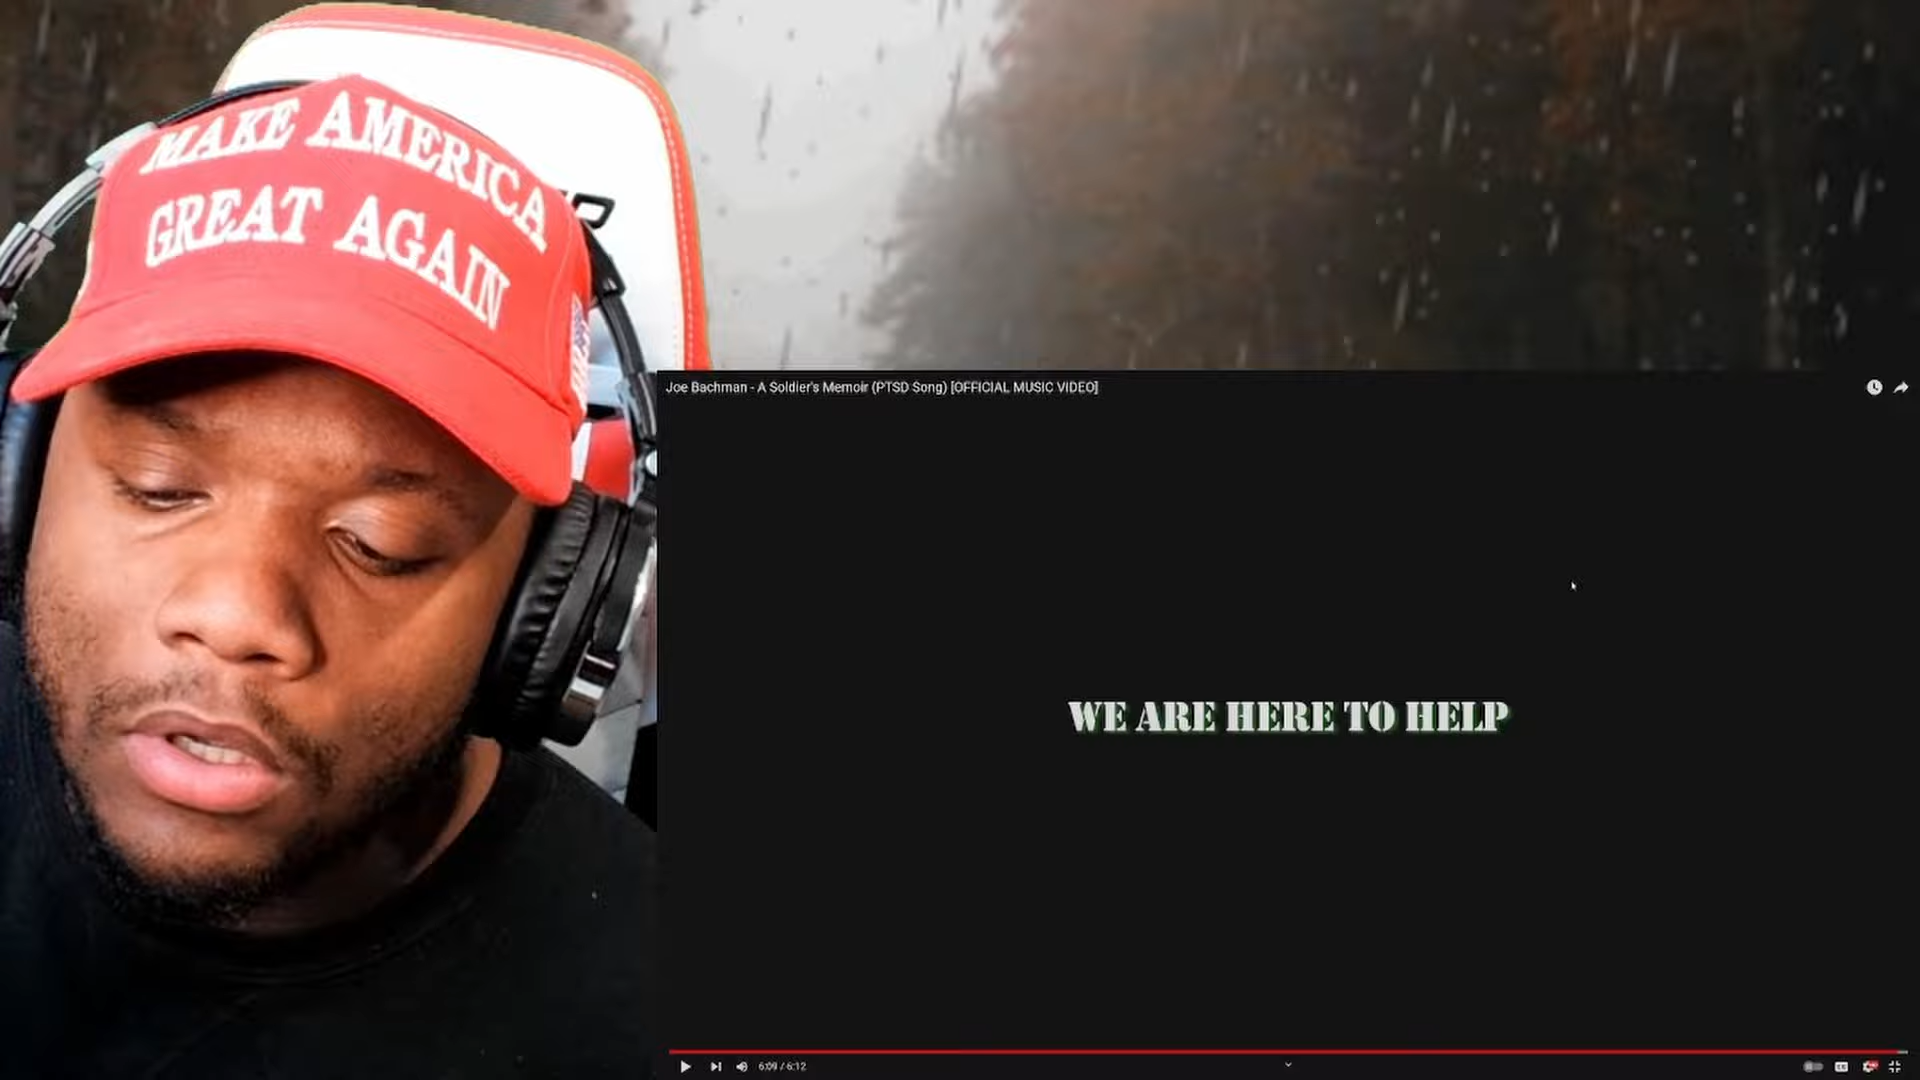 MAKE AMERICA
GREAT AGAIN
Joe Bachman - A Soldier's Memoir (PTSD Song) [OFFICIAL MUSIC VIDEO]
WE ARE HERE TO HELP
6:09 / 6:12